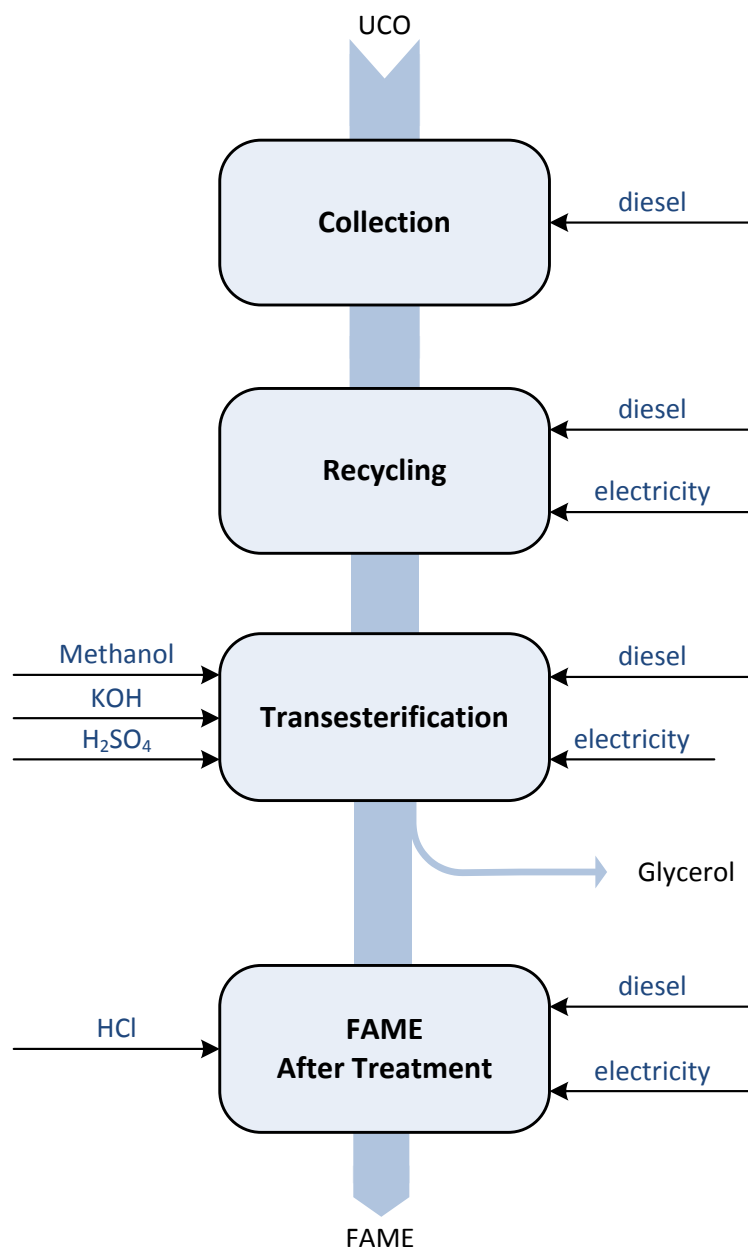 UCO
Collection
diesel
Recycling
diesel
electricity
Methanol
KOH
H₂SO₄
Transesterification
diesel
electricity
Glycerol
HCl
FAME
After Treatment
diesel
electricity
FAME